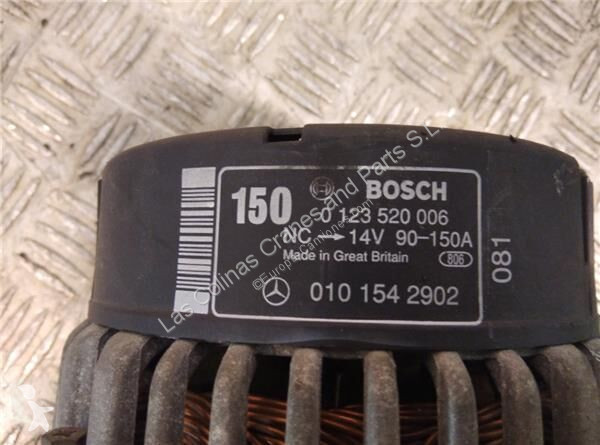 150 BOSCH
0 123 520 006
NC → 14V 90-150A
Made in Great Britain 806
010 154 2902
081
Las Colinas Cranes and Parts S.L